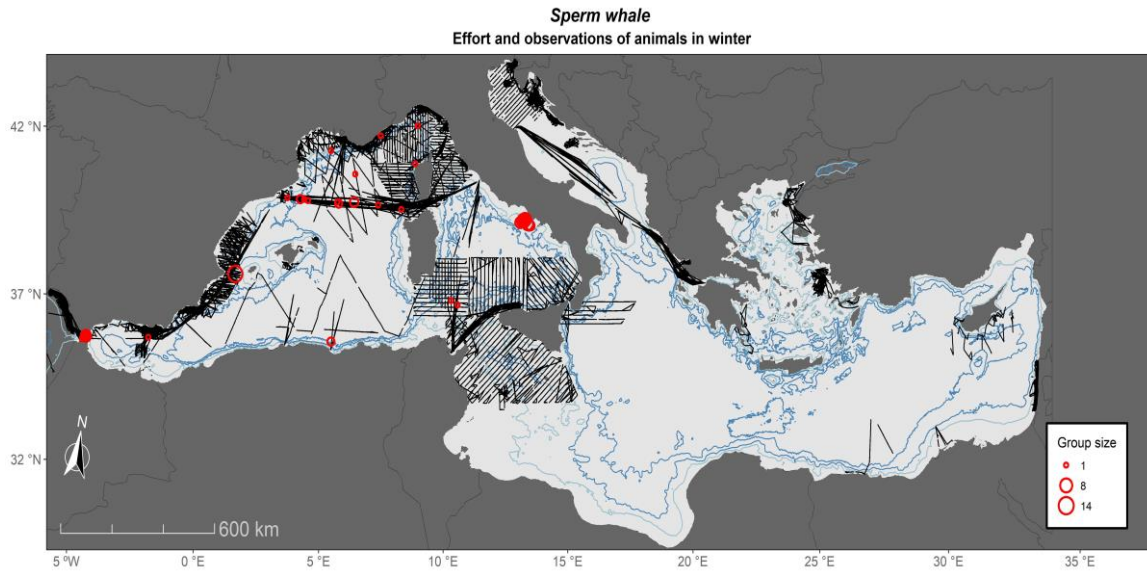 Sperm whale
Effort and observations of animals in winter
42 °N
37 °N
32 °N
N
600 km
Group size
1
8
14
5 ºW
0 °E
5 °E
10 °E
15 °E
20 °E
25 °E
30 °E
35 °E